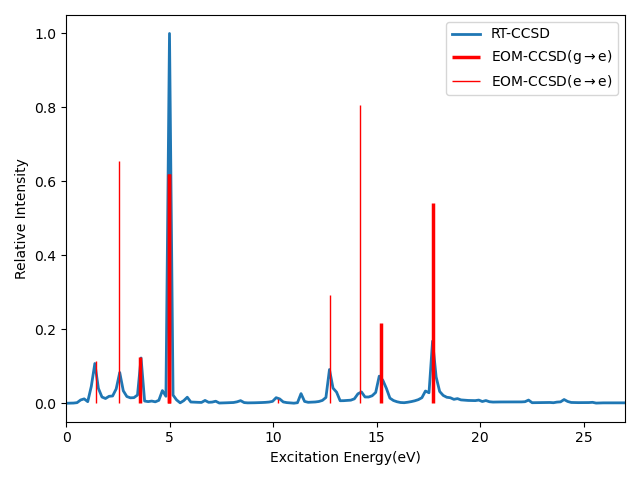 RT-CCSD
EOM-CCSD(g→e)
EOM-CCSD(e→e)
1.0
0.8
0.6
0.4
0.2
0.0
Relative Intensity
0 5 10 15 20 25
Excitation Energy(eV)